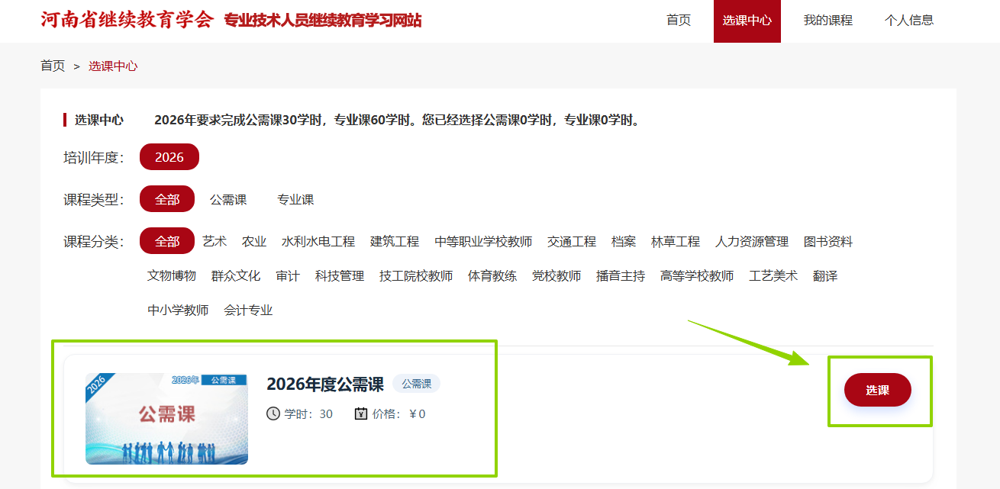 河南省继续教育学会 专业技术人员继续教育学习网站 首页 选课中心 我的课程 个人信息
首页 > 选课中心
选课中心 2026年要求完成公需课30学时，专业课60学时。您已经选择公需课0学时，专业课0学时。
培训年度： 2026
课程类型： 全部 公需课 专业课
课程分类： 全部 艺术 农业 水利水电工程 建筑工程 中等职业学校教师 交通工程 档案 林草工程 人力资源管理 图书资料
文物博物 群众文化 审计 科技管理 技工院校教师 体育教练 党校教师 播音主持 高等学校教师 工艺美术 翻译
中小学教师 会计专业
2026 2026年 公需课
公需课
2026年度公需课 公需课
学时：30 价格：￥0
选课